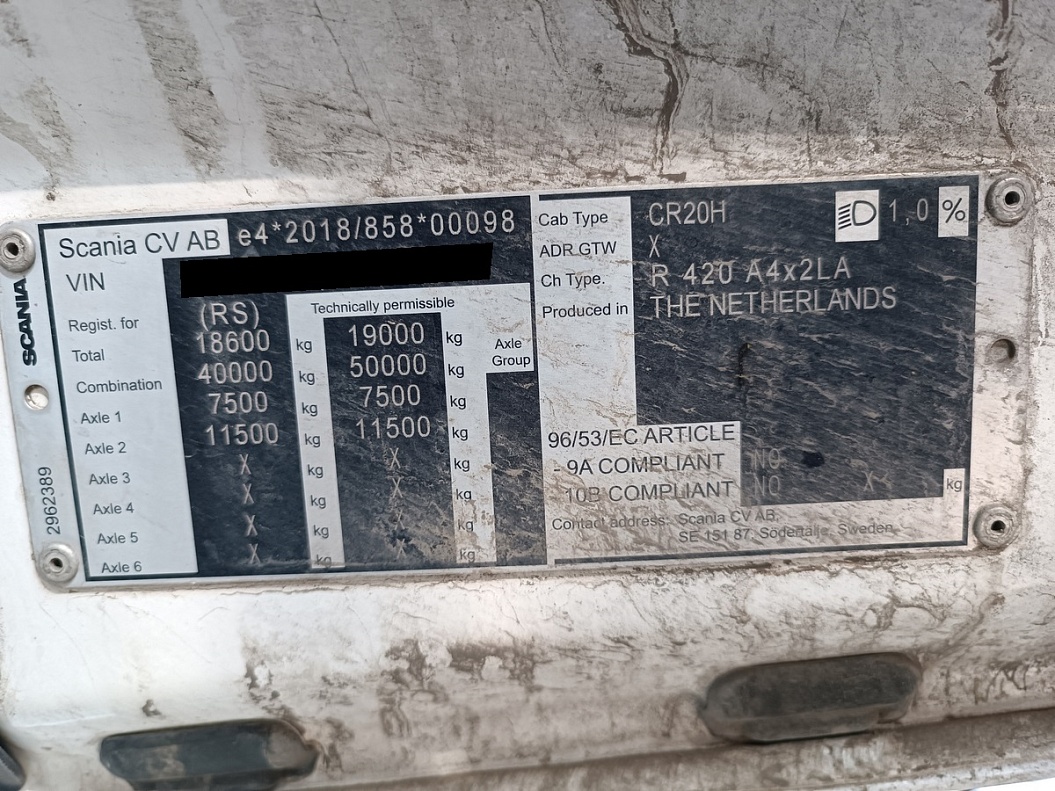 Scania CV AB e4*2018/858*00098
VIN
Regist. for (RS) Technically permissible
Total 18600 kg 19000 kg Axle Group
Combination 40000 kg 50000 kg
Axle 1 7500 kg 7500 kg
Axle 2 11500 kg 11500 kg
Axle 3 X kg X kg
Axle 4 X kg X kg
Axle 5 X kg X kg
Axle 6 X kg X kg
SCANIA
2962389
Cab Type CR20H 1,0 %
ADR GTW X
Ch Type. R 420 A4x2LA
Produced in THE NETHERLANDS
96/53/EC ARTICLE
- 9A COMPLIANT NO
- 10B COMPLIANT NO X kg
Contact address: Scania CV AB,
SE 151 87, Södertälje, Sweden